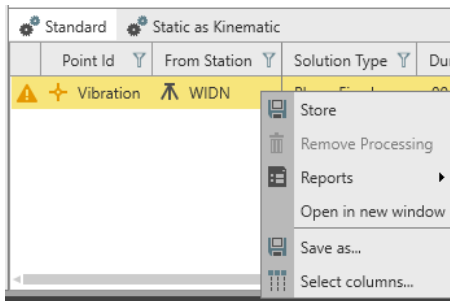 Standard Static as Kinematic
Point Id From Station Solution Type Du
Vibration WIDN
Store
Remove Processing
Reports
Open in new window
Save as...
Select columns...